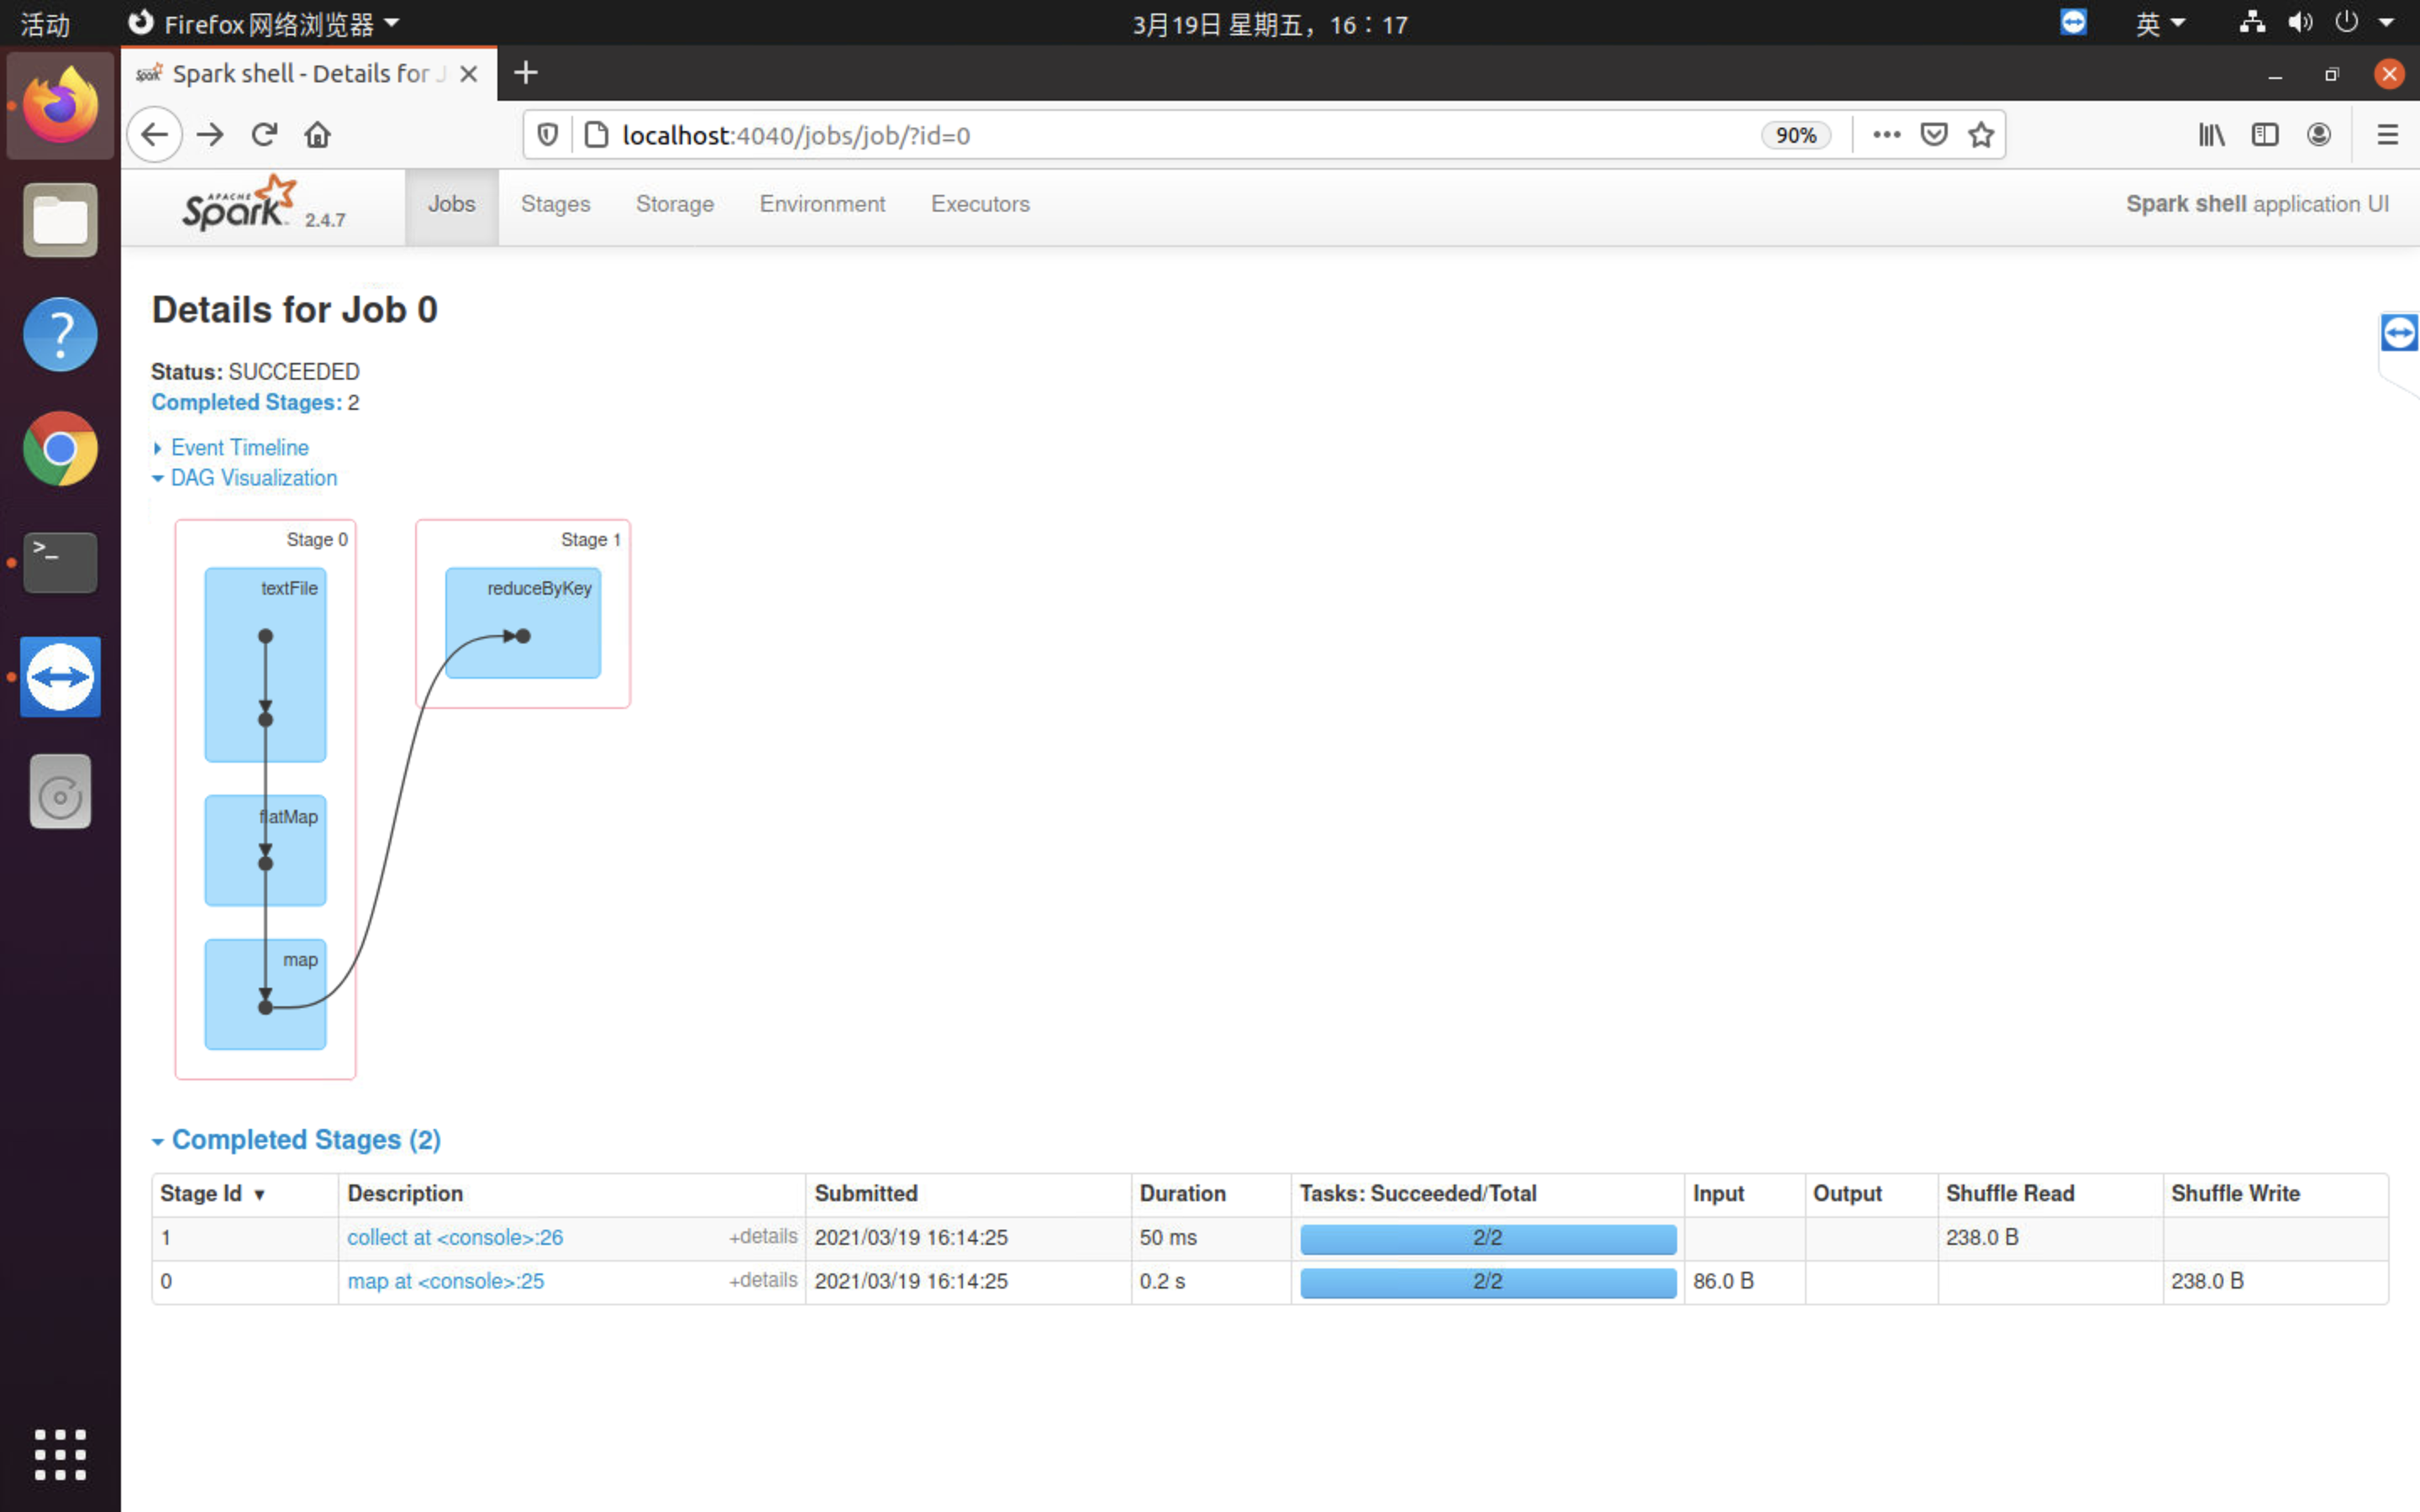 活动 Firefox 网络浏览器 3月19日 星期五，16：17 英
Spark shell - Details for J
localhost:4040/jobs/job/?id=0 90%
APACHE Spark 2.4.7 Jobs Stages Storage Environment Executors Spark shell application UI
Details for Job 0
Status: SUCCEEDED
Completed Stages: 2
Event Timeline
DAG Visualization
Stage 0 Stage 1
textFile reduceByKey
flatMap
map
Completed Stages (2)
Stage Id ▾ Description Submitted Duration Tasks: Succeeded/Total Input Output Shuffle Read Shuffle Write
1 collect at <console>:26 +details 2021/03/19 16:14:25 50 ms 2/2 238.0 B
0 map at <console>:25 +details 2021/03/19 16:14:25 0.2 s 2/2 86.0 B 238.0 B